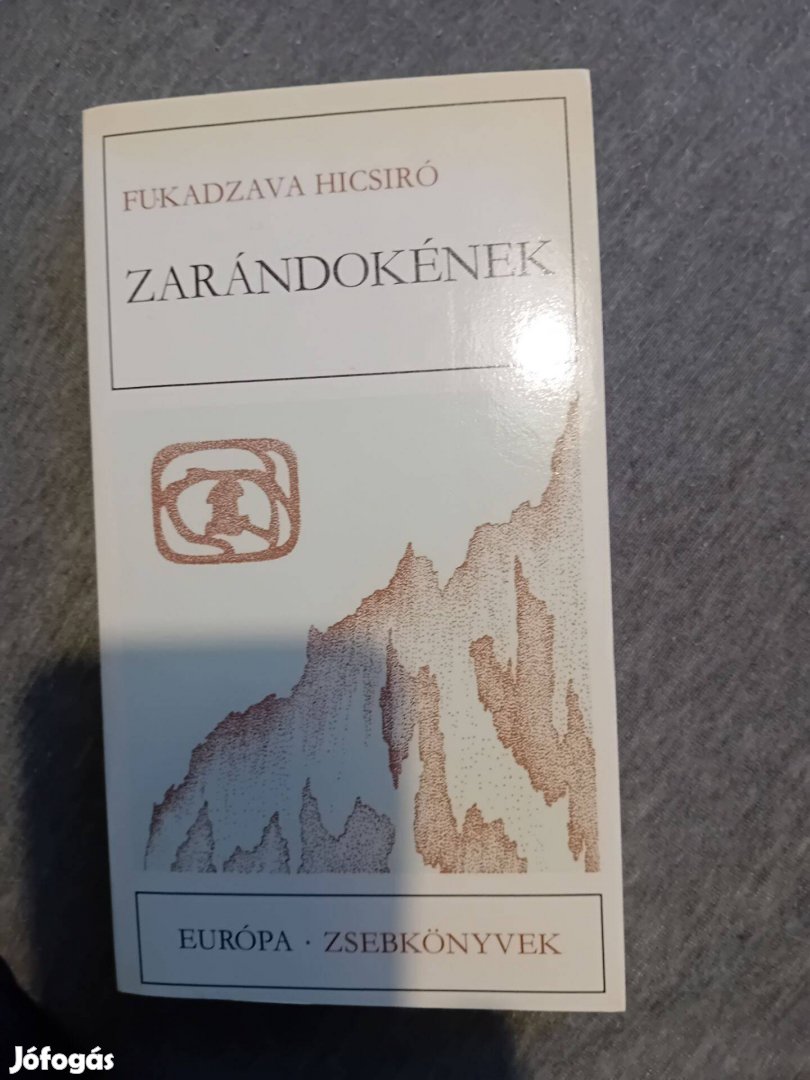 FUKADZAVA HICSIRÓ
ZARÁNDOKÉNEK
EURÓPA · ZSEBKÖNYVEK
Jófogás